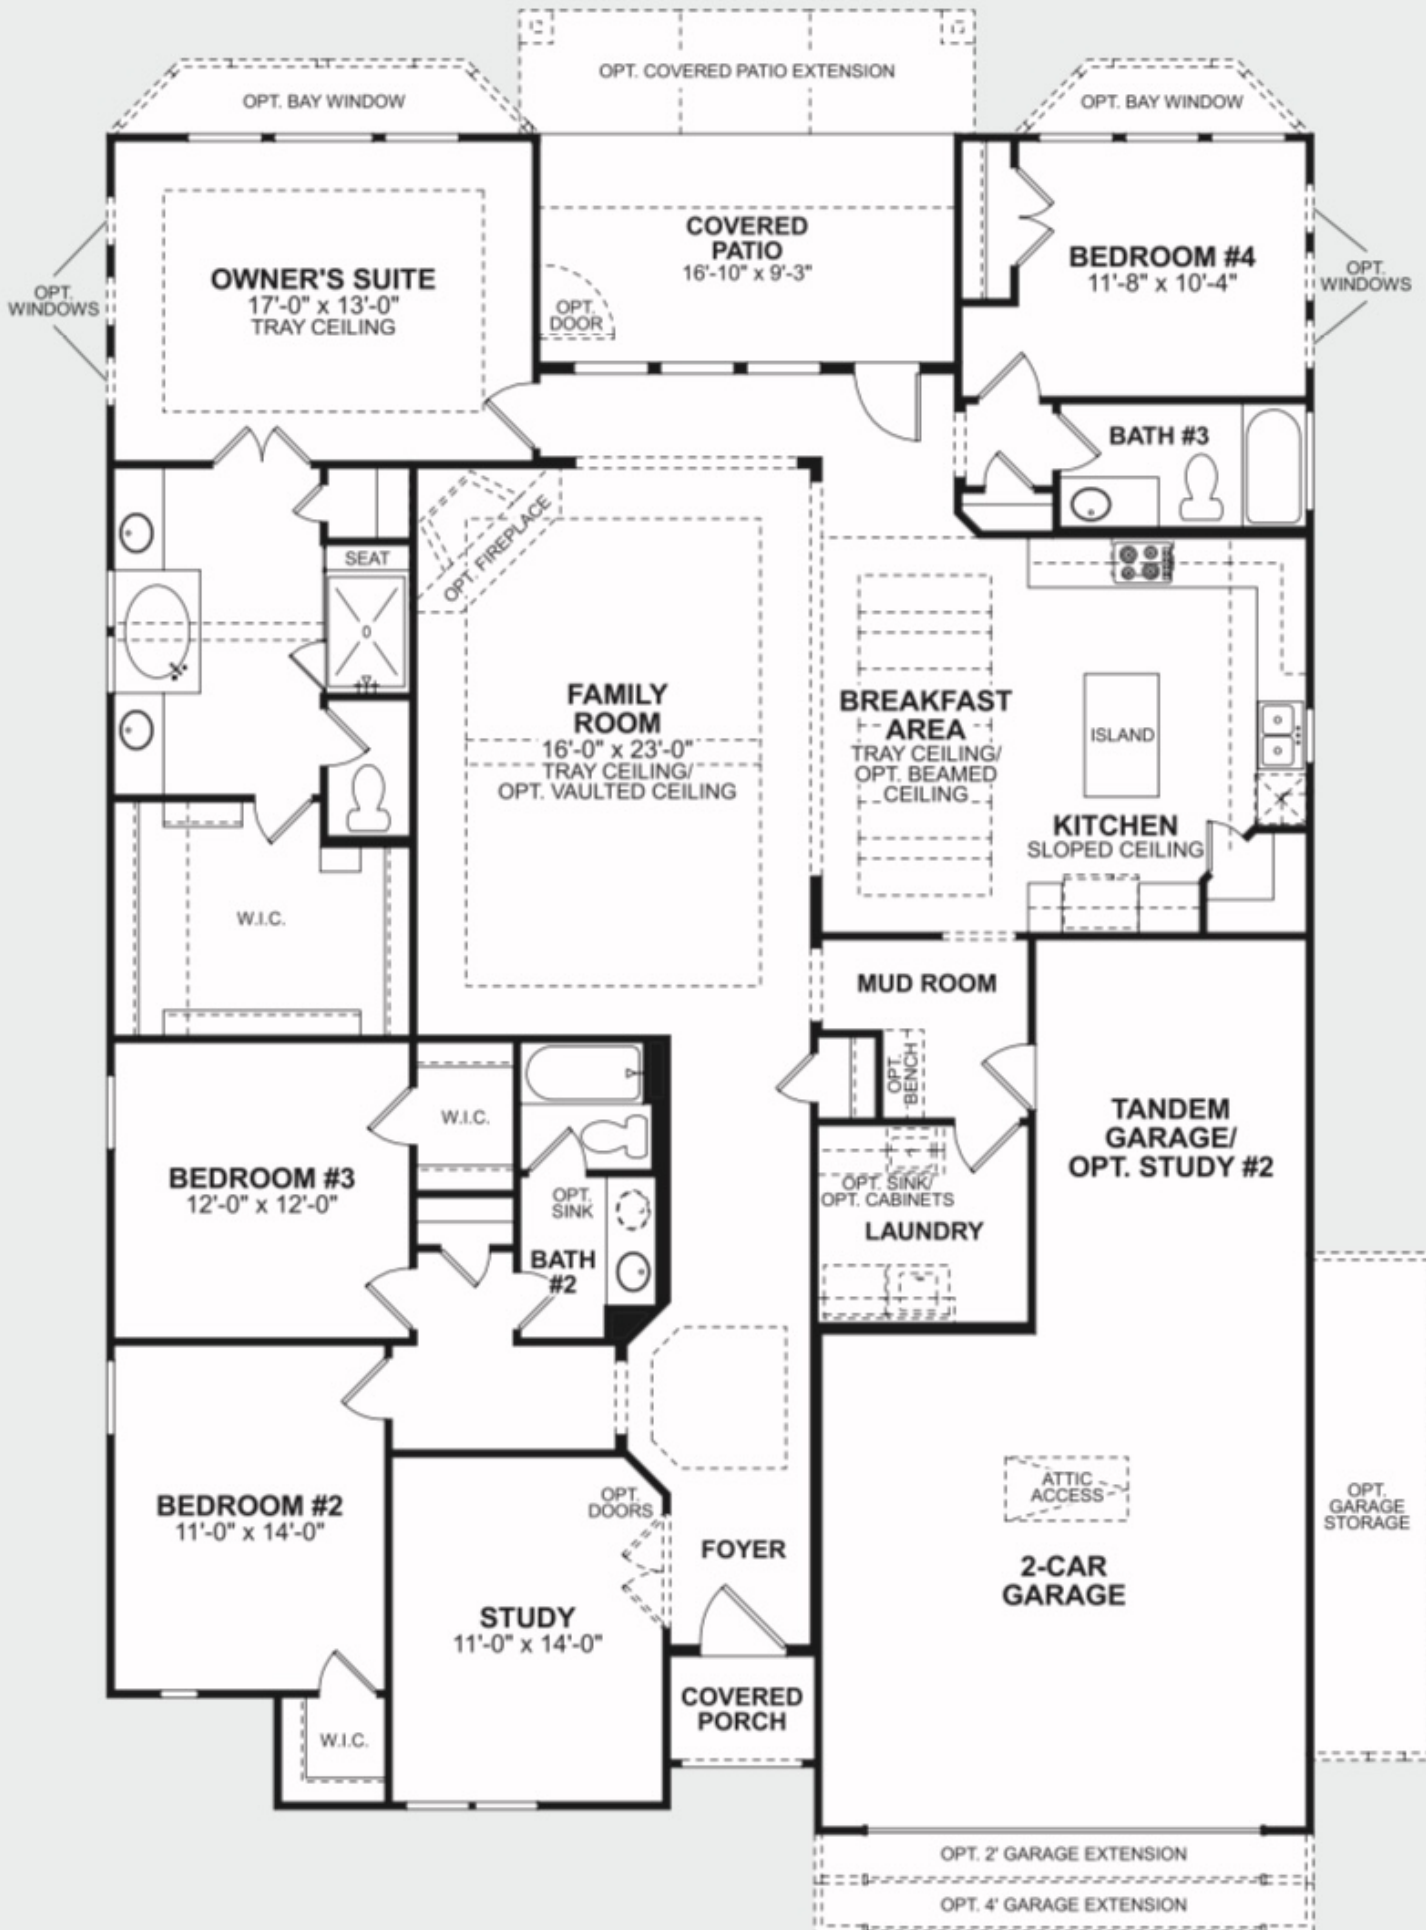 OPT. COVERED PATIO EXTENSION
OPT. BAY WINDOW
OPT. BAY WINDOW
COVERED
PATIO
16'-10" x 9'-3"
OPT.
DOOR
OWNER'S SUITE
17'-0" x 13'-0"
TRAY CEILING
OPT.
WINDOWS
BEDROOM #4
11'-8" x 10'-4"
OPT.
WINDOWS
BATH #3
SEAT
OPT. FIREPLACE
FAMILY
ROOM
16'-0" x 23'-0"
TRAY CEILING/
OPT. VAULTED CEILING
BREAKFAST
AREA
TRAY CEILING/
OPT. BEAMED
CEILING
ISLAND
KITCHEN
SLOPED CEILING
W.I.C.
MUD ROOM
OPT.
BENCH
W.I.C.
BEDROOM #3
12'-0" x 12'-0"
OPT.
SINK
BATH
#2
OPT. SINK/
OPT. CABINETS
LAUNDRY
TANDEM
GARAGE/
OPT. STUDY #2
BEDROOM #2
11'-0" x 14'-0"
OPT.
DOORS
FOYER
STUDY
11'-0" x 14'-0"
ATTIC
ACCESS
2-CAR
GARAGE
OPT.
GARAGE
STORAGE
COVERED
PORCH
W.I.C.
OPT. 2' GARAGE EXTENSION
OPT. 4' GARAGE EXTENSION